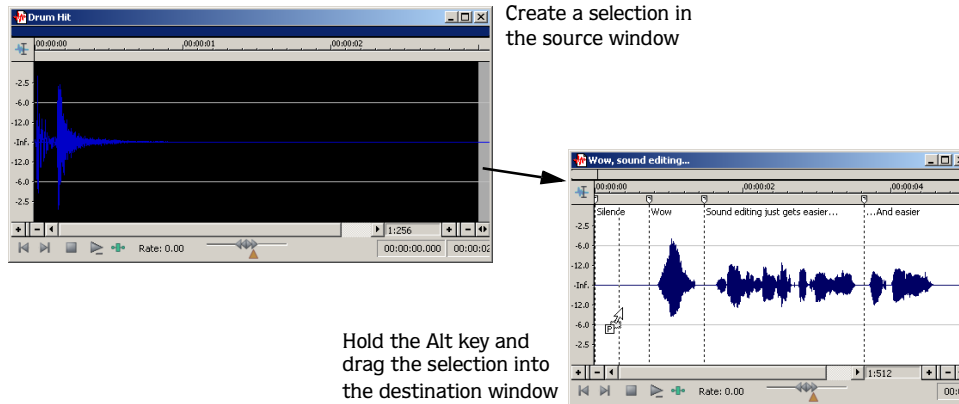 Drum Hit
Create a selection in
the source window
00:00:00 00:00:01 00:00:02
-2.5
-6.0
-12.0
-Inf.
-12.0
-6.0
-2.5
1:256
Rate: 0.00
00:00:00.000
Wow, sound editing...
00:00:00 00:00:02 00:00:04
Silence Wow Sound editing just gets easier... ...And easier
-2.5
-6.0
-12.0
-Inf.
-12.0
-6.0
P
-2.5
1:512
Rate: 0.00
Hold the Alt key and
drag the selection into
the destination window